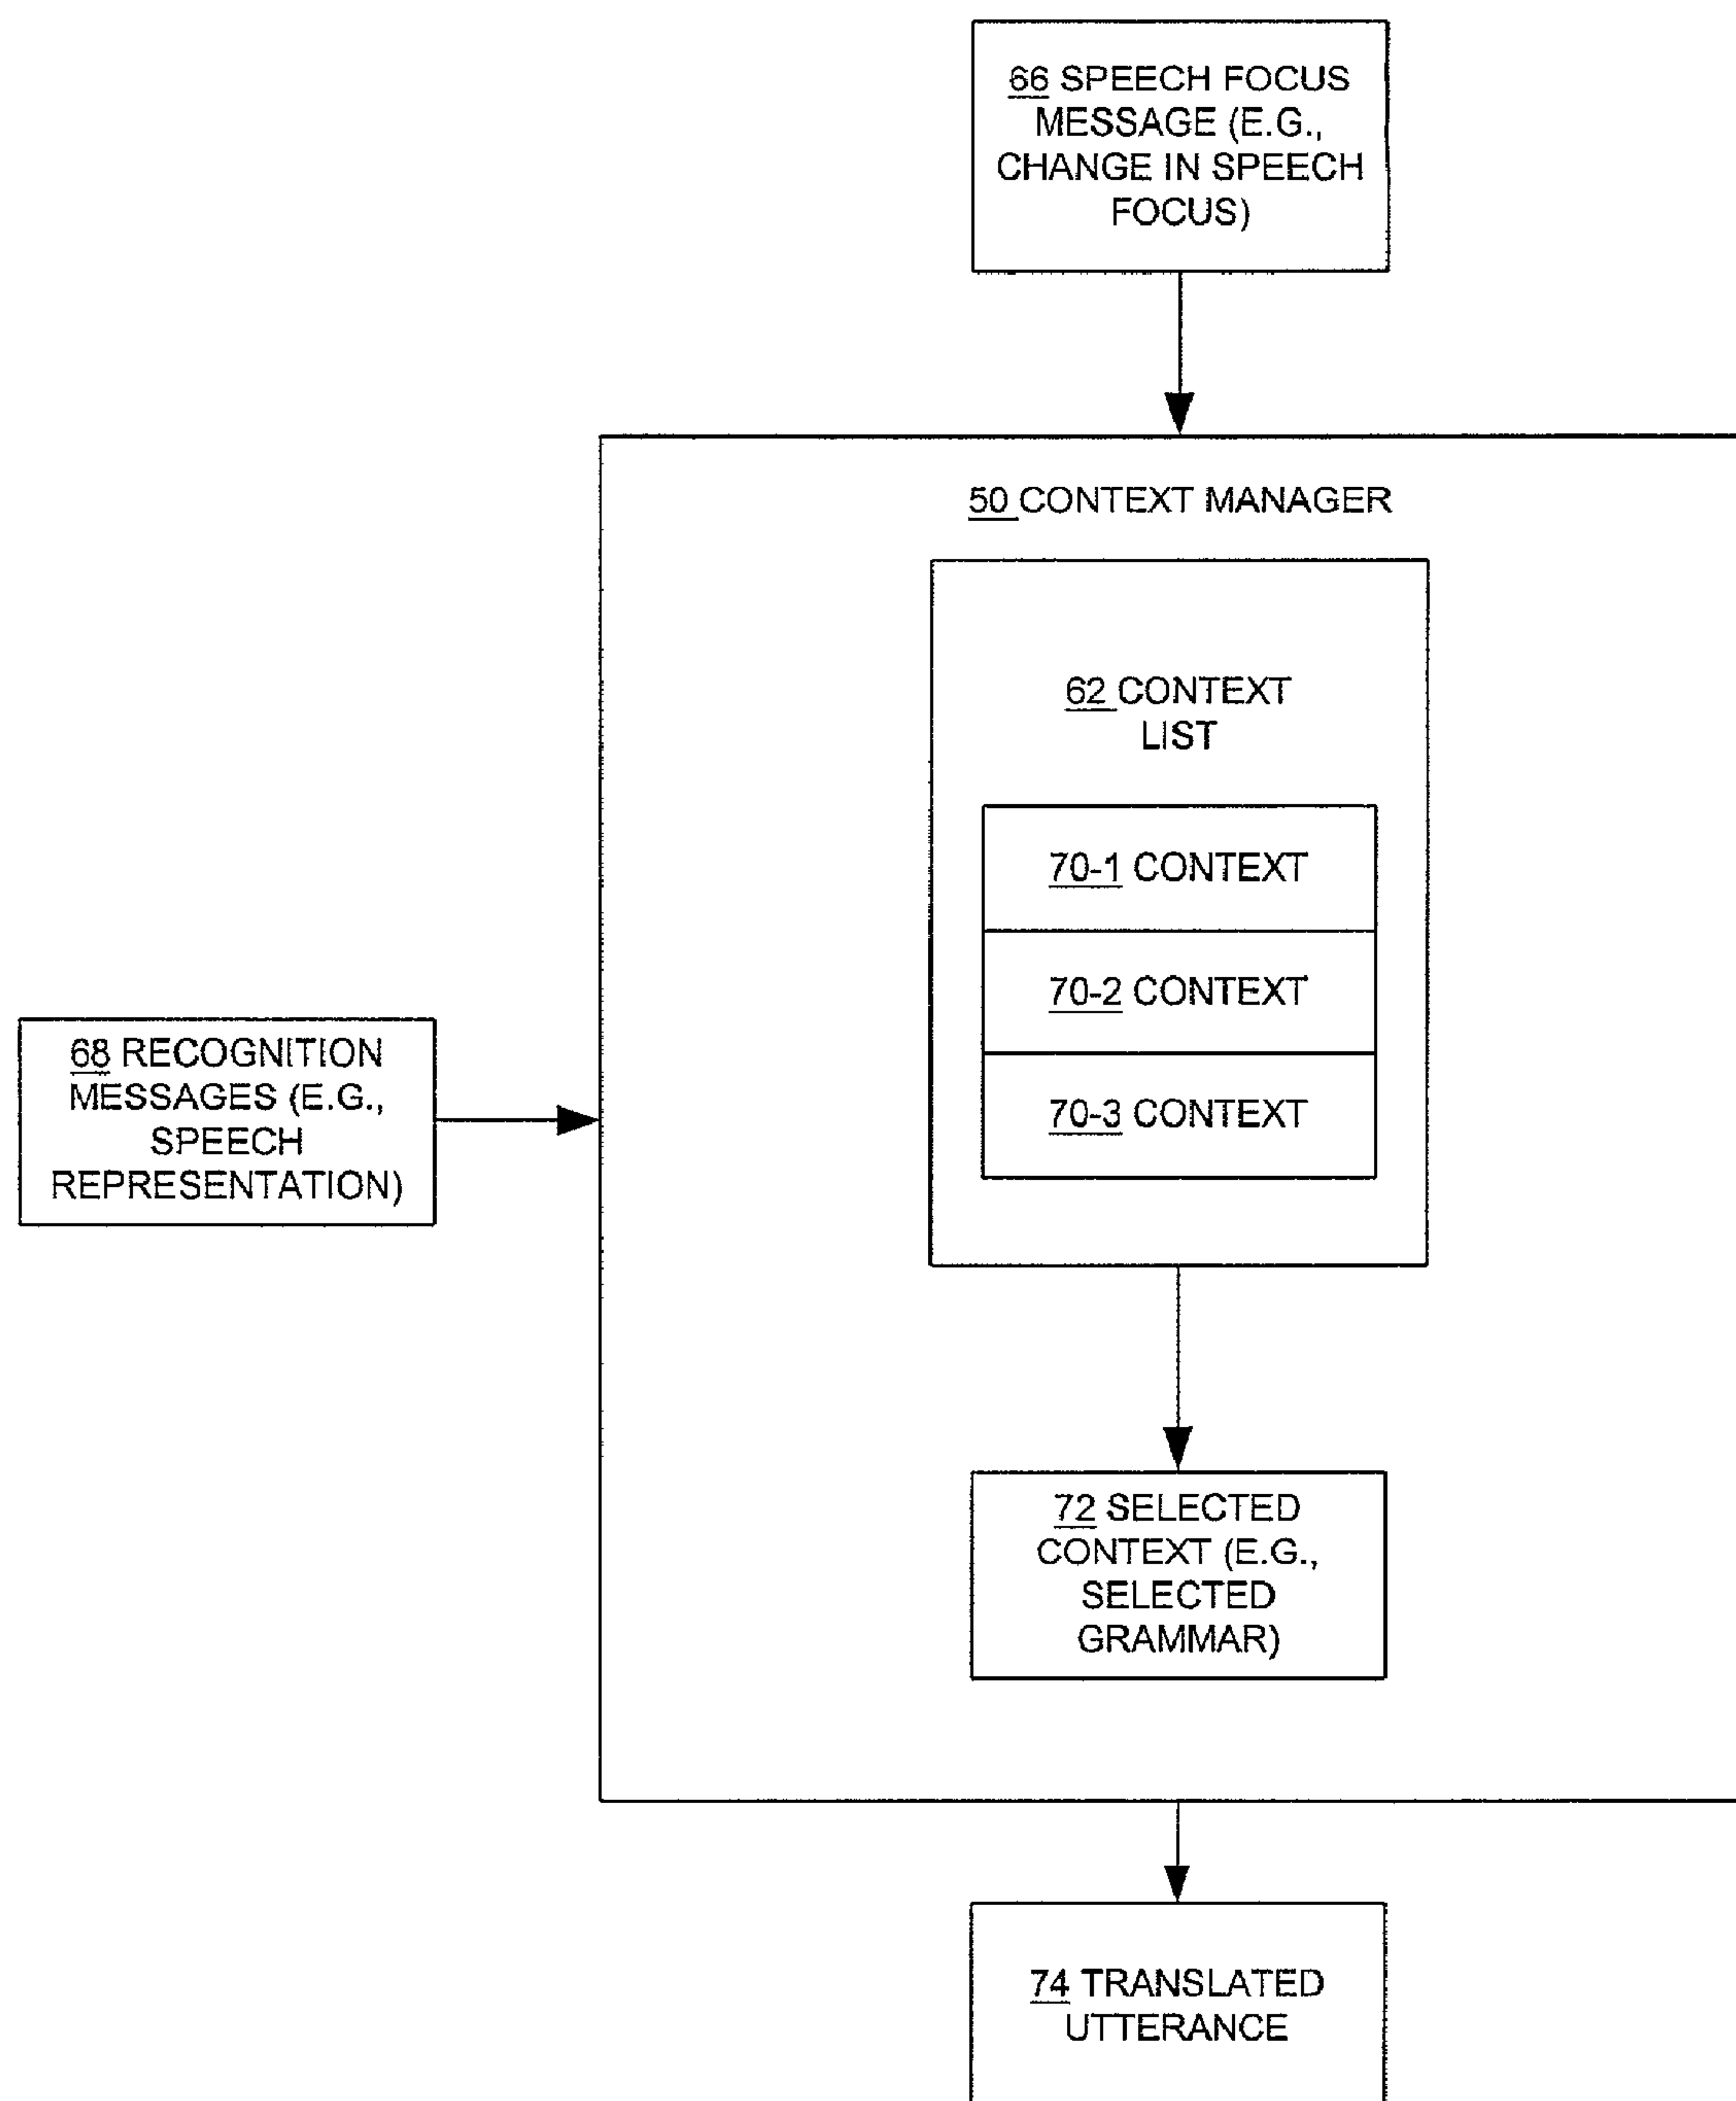 66 SPEECH FOCUS
MESSAGE (E.G.,
CHANGE IN SPEECH
FOCUS)
50 CONTEXT MANAGER
62 CONTEXT
LIST
70-1 CONTEXT
70-2 CONTEXT
70-3 CONTEXT
68 RECOGNITION
MESSAGES (E.G.,
SPEECH
REPRESENTATION)
72 SELECTED
CONTEXT (E.G.,
SELECTED
GRAMMAR)
74 TRANSLATED
UTTERANCE